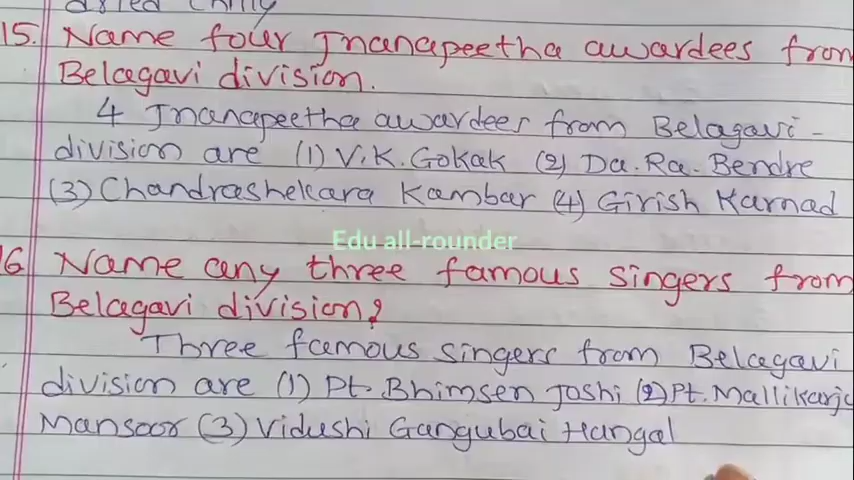 dried chilly
15. Name four Jnanapeetha awardees from
Belagavi division.
4 Jnanapeetha awardees from Belagavi-
division are (1) V.K. Gokak (2) Da. Ra. Bendre
(3) Chandrashekara Kambar (4) Girish Karnad
Edu all-rounder
16 Name any three famous singers from
Belagavi division?
Three famous singers from Belagavi
division are (1) Pt. Bhimsen Joshi (2) Pt. Mallikarju
Mansoor (3) Vidushi Gangubai Hangal